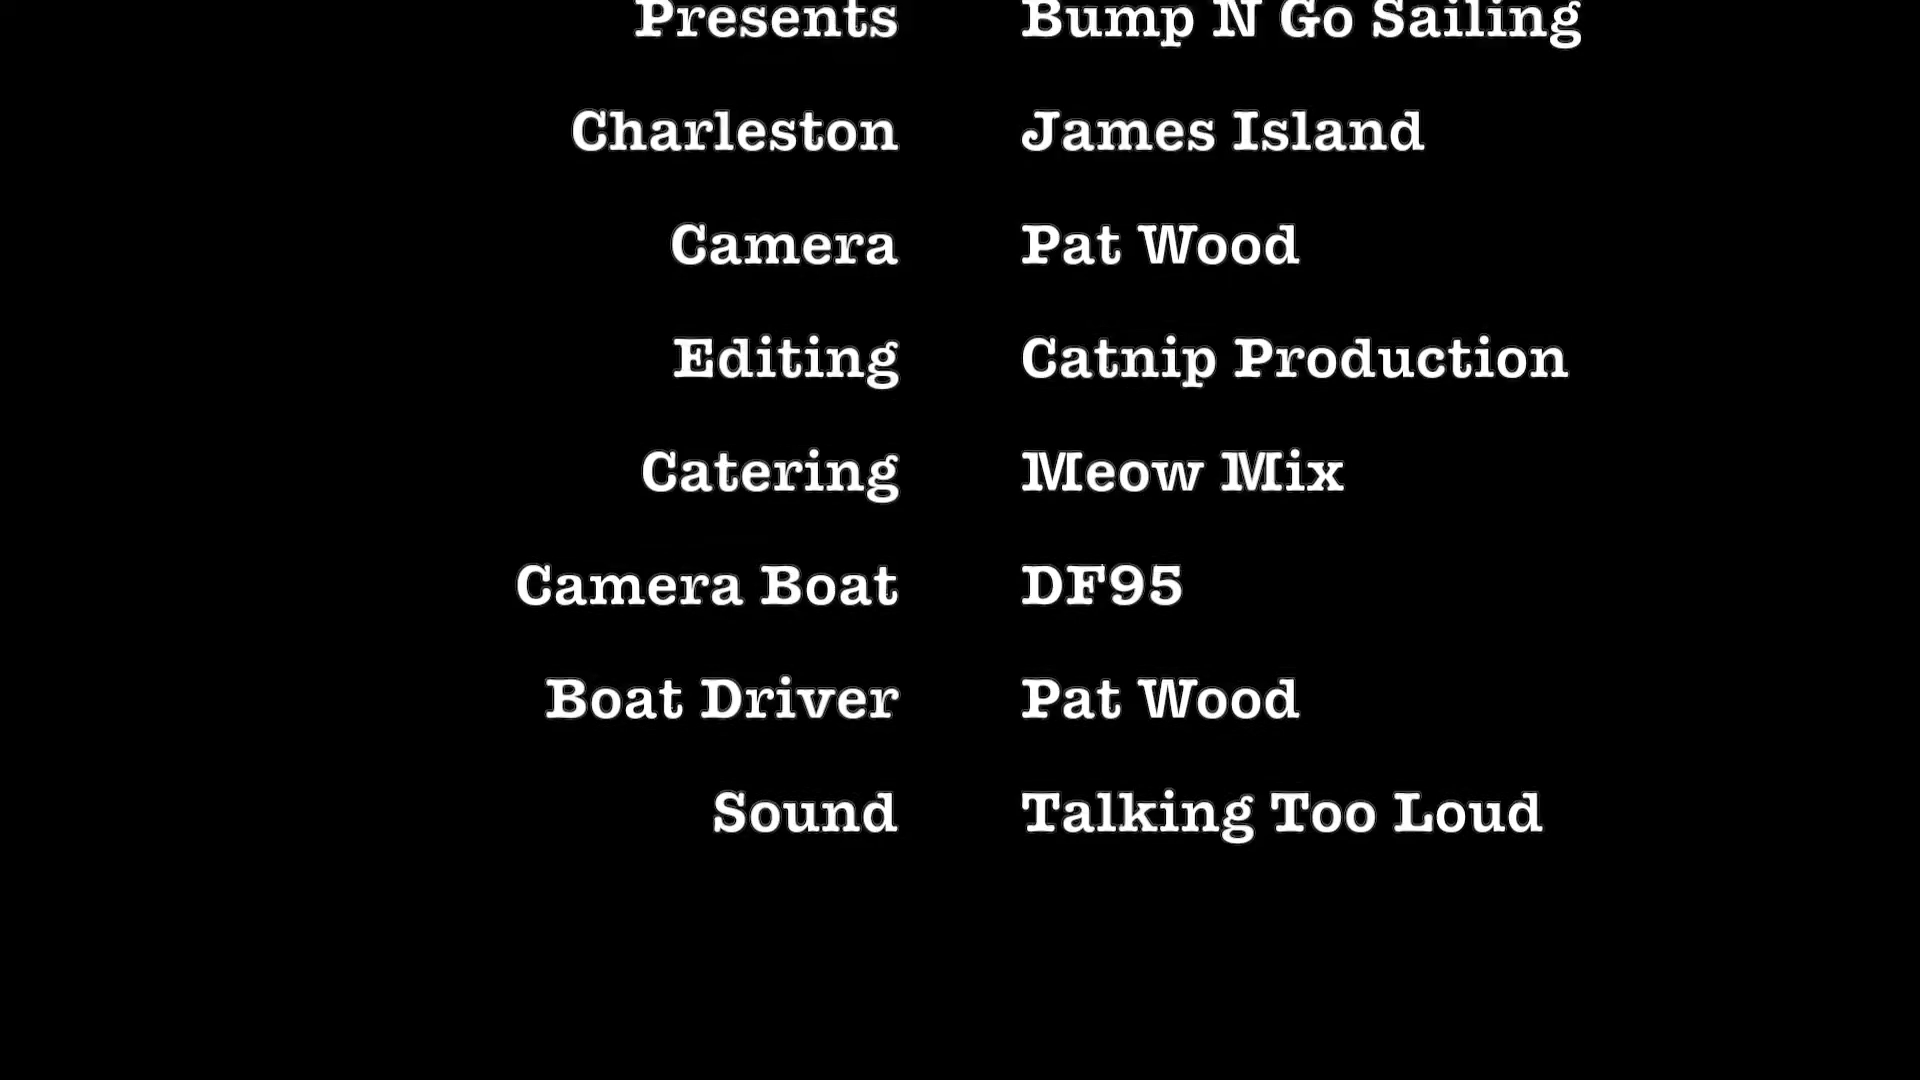 Presents Bump N Go Sailing
Charleston James Island
Camera Pat Wood
Editing Catnip Production
Catering Meow Mix
Camera Boat DF95
Boat Driver Pat Wood
Sound Talking Too Loud